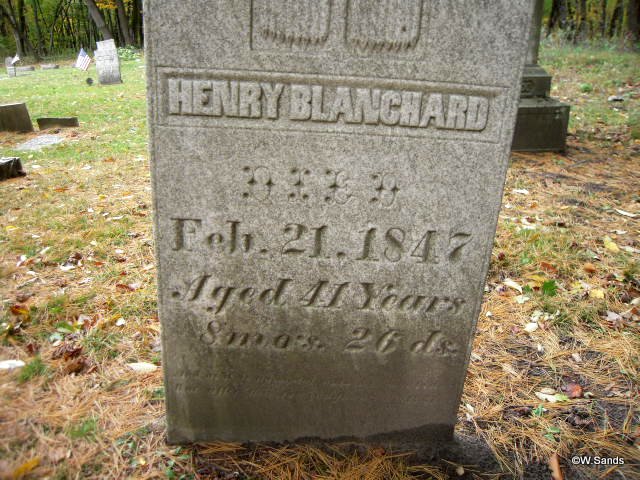 HENRY BLANCHARD
DIED
Feb. 21, 1847
Aged 41 Years
8 mos. 26 ds.
©W.Sands